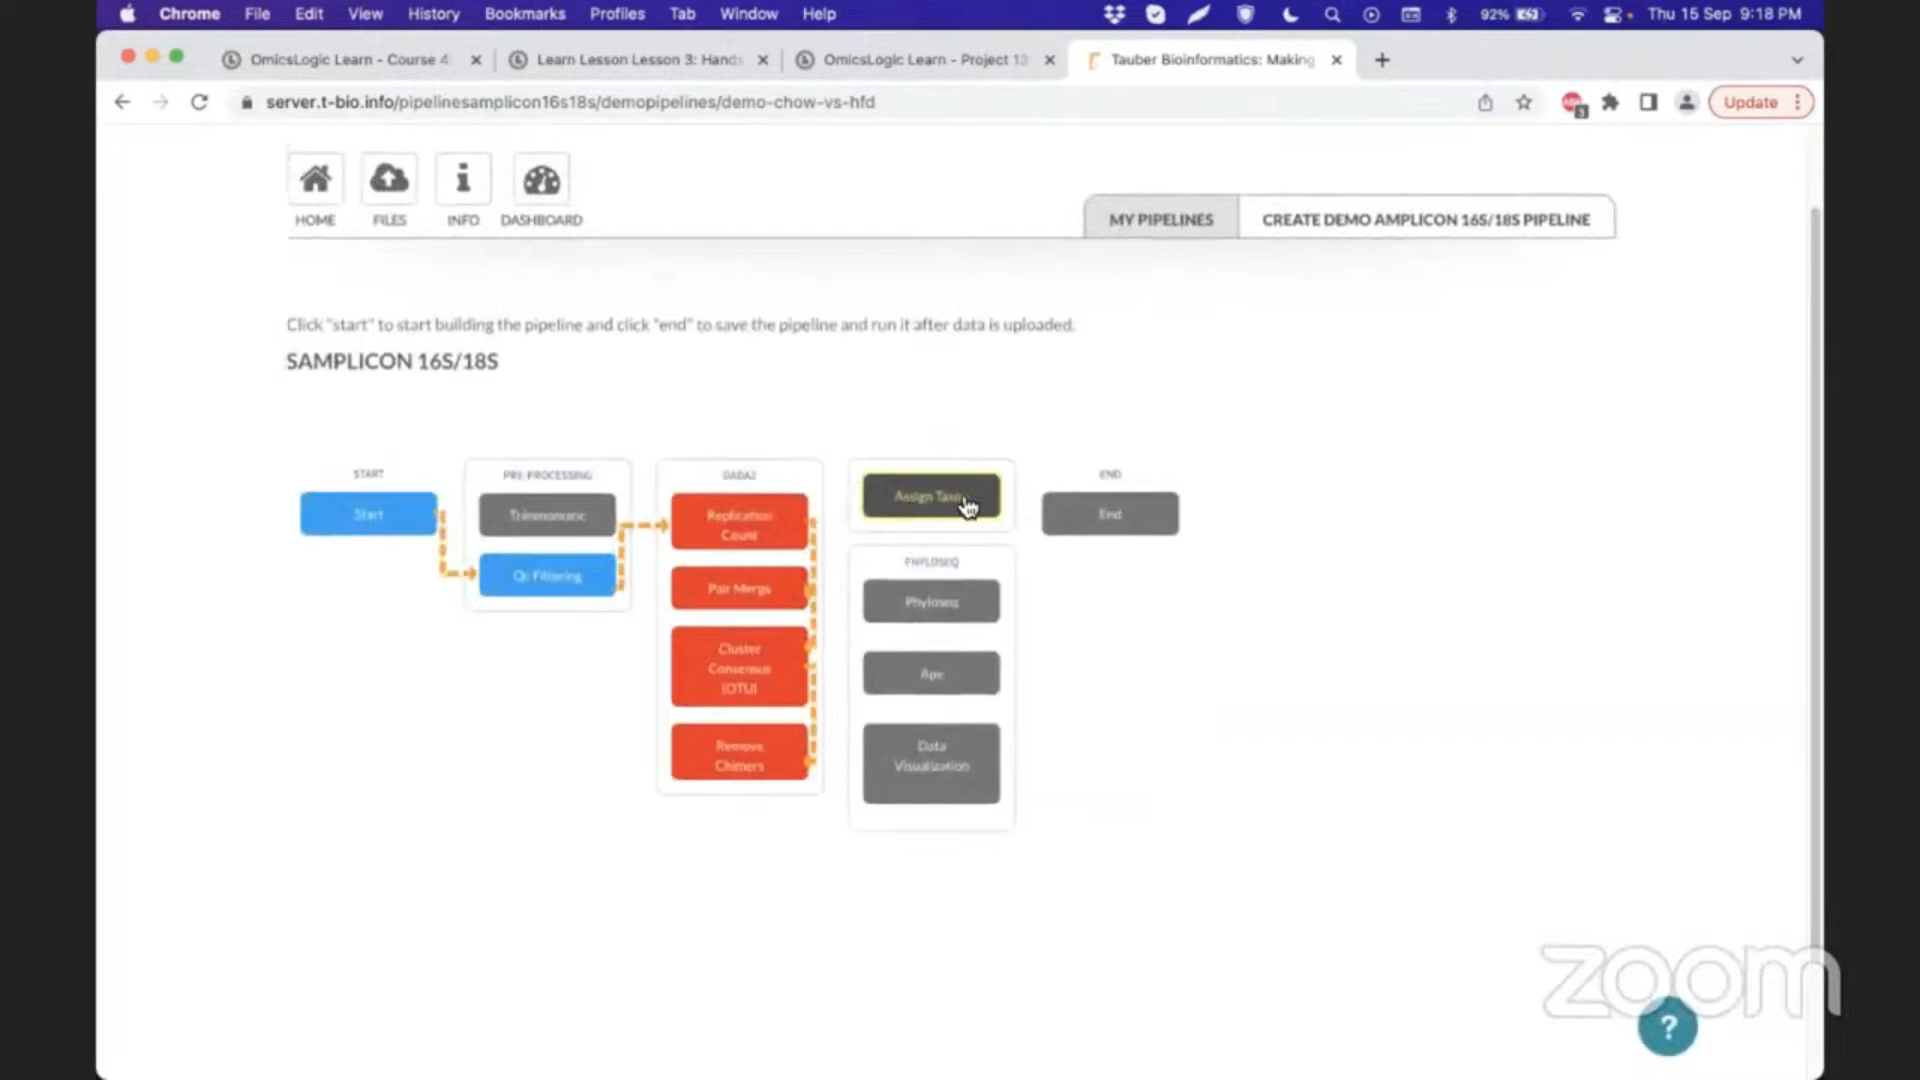 Chrome File Edit View History Bookmarks Profiles Tab Window Help 92% Thu 15 Sep 9:18 PM
OmicsLogic Learn - Course 4 Learn Lesson Lesson 3: Hands OmicsLogic Learn - Project 13 Tauber Bioinformatics: Making
server.t-bio.info/pipelinesamplicon16s18s/demopipelines/demo-chow-vs-hfd Update
HOME FILES INFO DASHBOARD
MY PIPELINES CREATE DEMO AMPLICON 16S/18S PIPELINE
Click "start" to start building the pipeline and click "end" to save the pipeline and run it after data is uploaded.
SAMPLICON 16S/18S
START PRE-PROCESSING DADA2 END
Start Trimmomatic Replication Count Assign Taxo End
Qc Filtering Pair Merge PHYLOSEQ
Phyloseq
Cluster
Consensus
(OTU)
Ape
Remove
Chimers
Data
Visualization
zoom
?